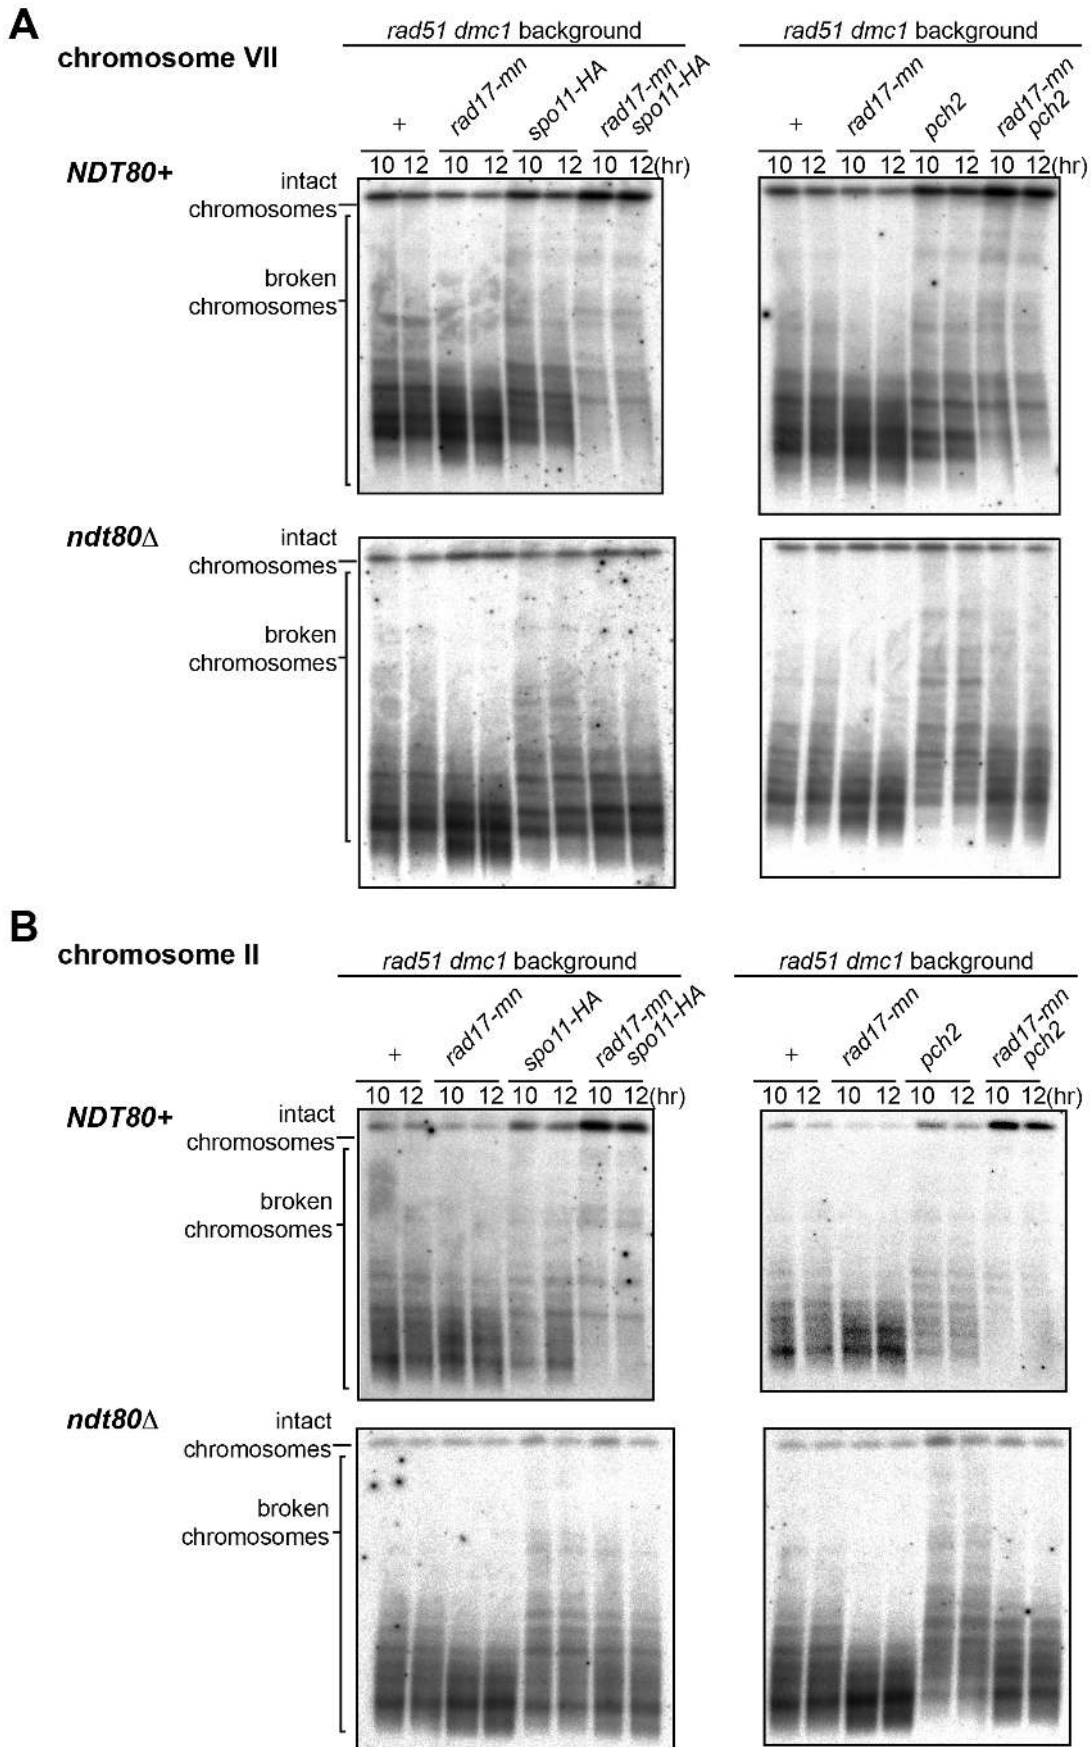 A
chromosome VII
rad51 dmc1 background
rad51 dmc1 background
+ rad17-mn spo11-HA rad17-mn spo11-HA
+ rad17-mn pch2 rad17-mn pch2
10 12 10 12 10 12 10 12(hr)
10 12 10 12 10 12 10 12(hr)
NDT80+
intact
chromosomes
broken
chromosomes
ndt80Δ
intact
chromosomes
broken
chromosomes
B
chromosome II
rad51 dmc1 background
rad51 dmc1 background
+ rad17-mn spo11-HA rad17-mn spo11-HA
+ rad17-mn pch2 rad17-mn pch2
10 12 10 12 10 12 10 12(hr)
10 12 10 12 10 12 10 12(hr)
NDT80+
intact
chromosomes
broken
chromosomes
ndt80Δ
intact
chromosomes
broken
chromosomes